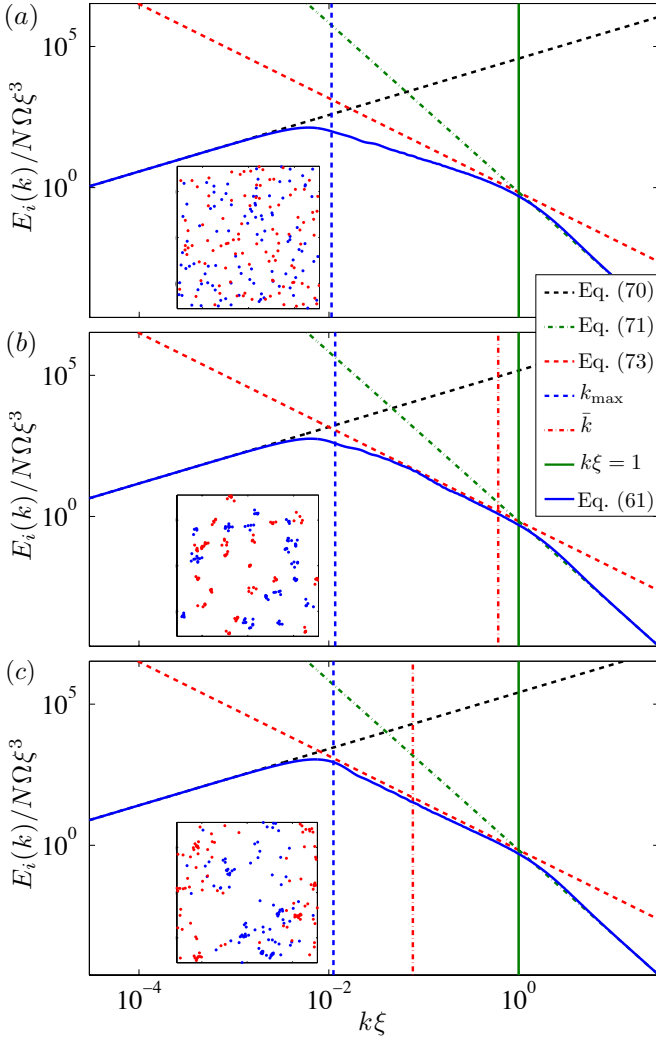 (a)
10^5
10^0
E_i(k)/NΩξ^3
(b)
10^5
10^0
E_i(k)/NΩξ^3
(c)
10^5
10^0
E_i(k)/NΩξ^3
Eq. (70)
Eq. (71)
Eq. (73)
k_max
k̄
kξ = 1
Eq. (61)
10^−4
10^−2
10^0
kξ